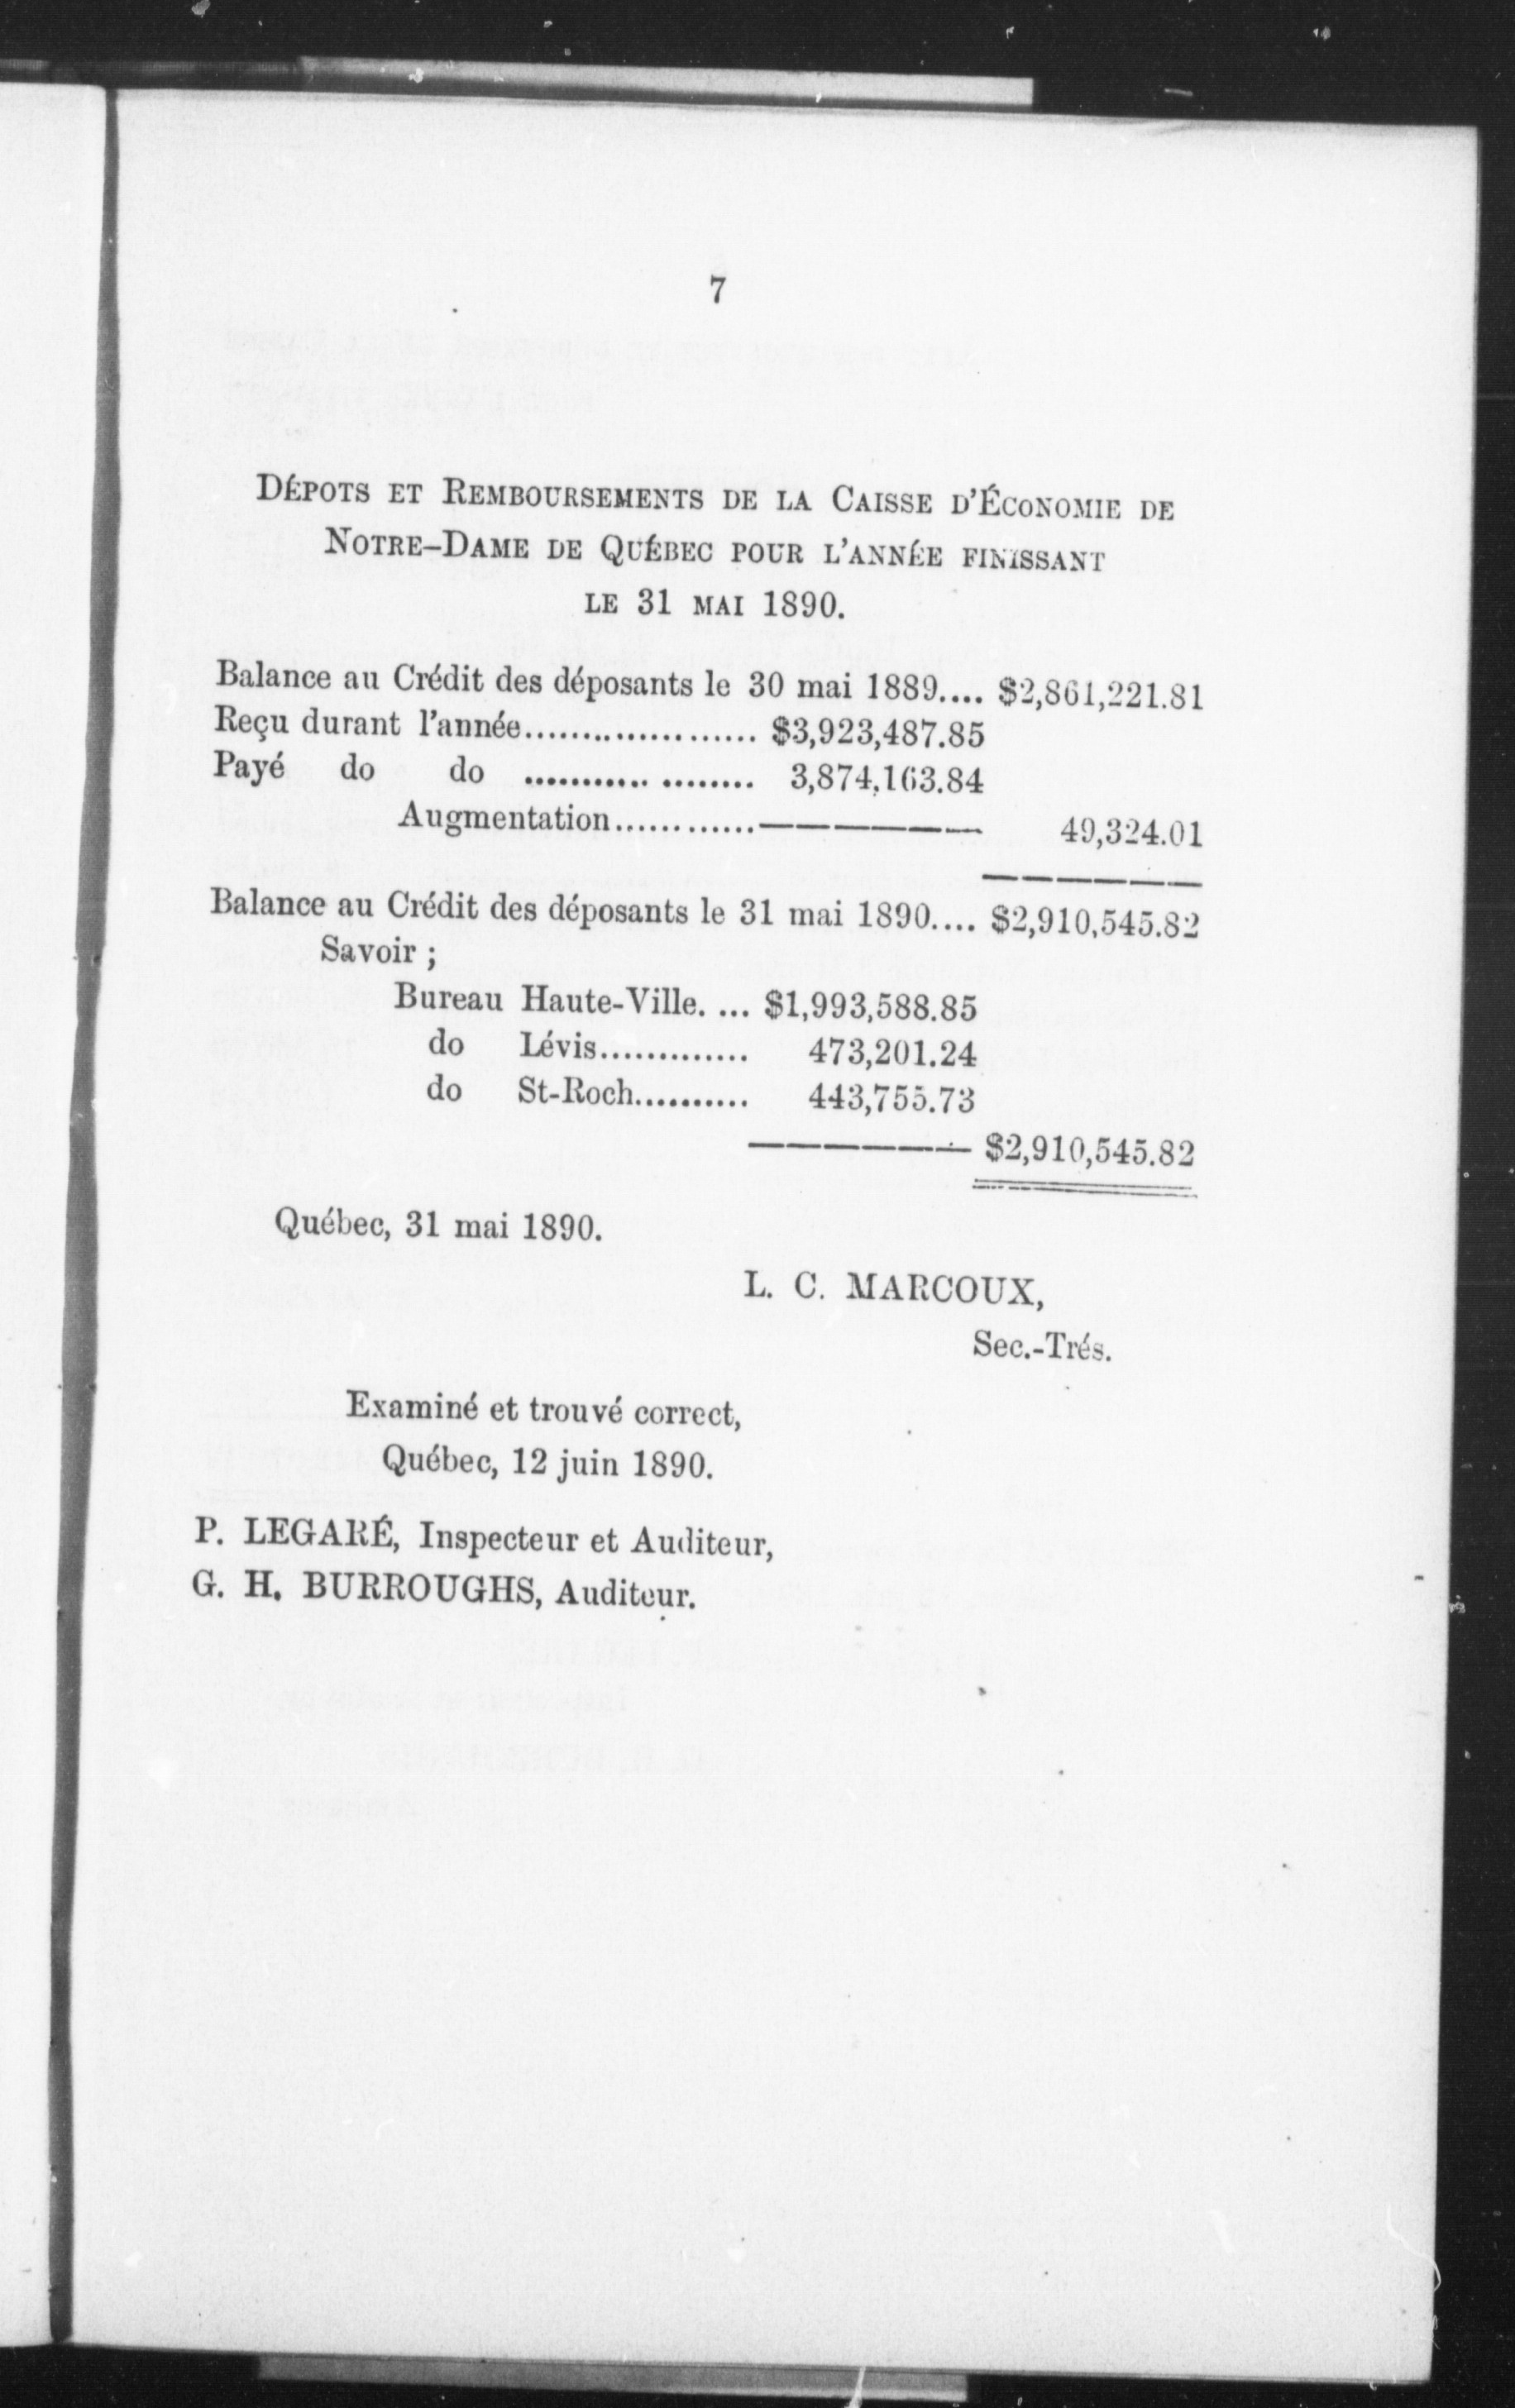 7
DÉPOTS ET REMBOURSEMENTS DE LA CAISSE D'ÉCONOMIE DE
NOTRE-DAME DE QUÉBEC POUR L'ANNÉE FINISSANT
LE 31 MAI 1890.
Balance au Crédit des déposants le 30 mai 1889.... $2,861,221.81
Reçu durant l'année.................... $3,923,487.85
Payé do do ........... ........ 3,874,163.84
Augmentation............—————— 49,324.01
Balance au Crédit des déposants le 31 mai 1890.... $2,910,545.82
Savoir ;
Bureau Haute-Ville. ... $1,993,588.85
do Lévis............. 473,201.24
do St-Roch.......... 443,755.73
—————— $2,910,545.82
Québec, 31 mai 1890.
L. C. MARCOUX,
Sec.-Trés.
Examiné et trouvé correct,
Québec, 12 juin 1890.
P. LEGARÉ, Inspecteur et Auditeur,
G. H. BURROUGHS, Auditeur.